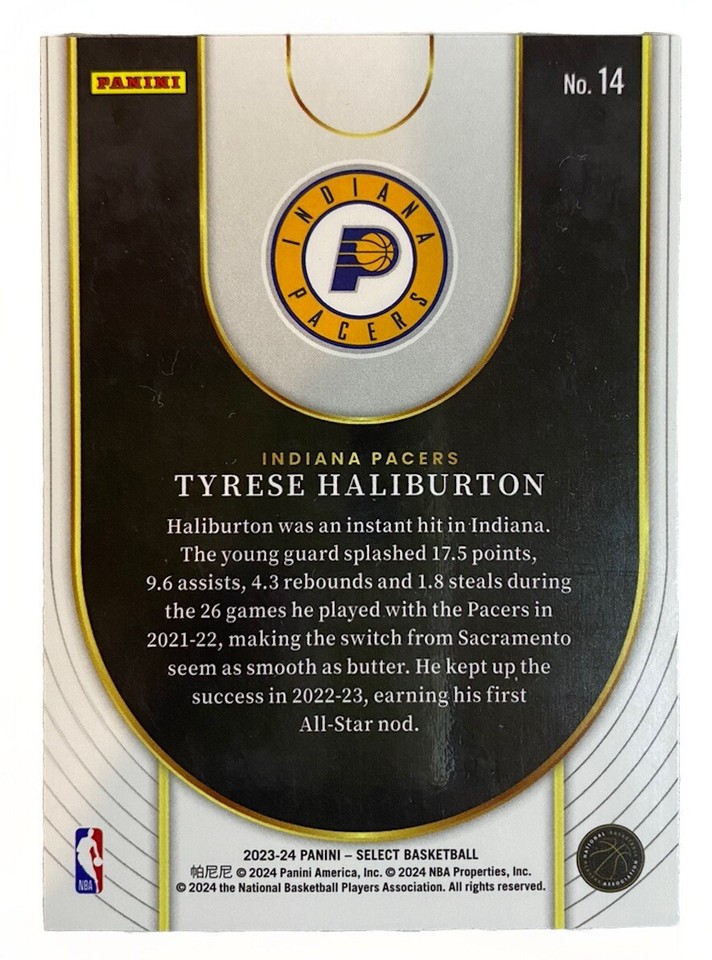 PANINI
No. 14
INDIANA
PACERS
INDIANA PACERS
TYRESE HALIBURTON
Haliburton was an instant hit in Indiana.
The young guard splashed 17.5 points,
9.6 assists, 4.3 rebounds and 1.8 steals during
the 26 games he played with the Pacers in
2021-22, making the switch from Sacramento
seem as smooth as butter. He kept up the
success in 2022-23, earning his first
All-Star nod.
2023-24 PANINI – SELECT BASKETBALL
帕尼尼 © 2024 Panini America, Inc. © 2024 NBA Properties, Inc.
© 2024 the National Basketball Players Association. All rights reserved.
NBA
NATIONAL BASKETBALL
PLAYERS ASSOCIATION